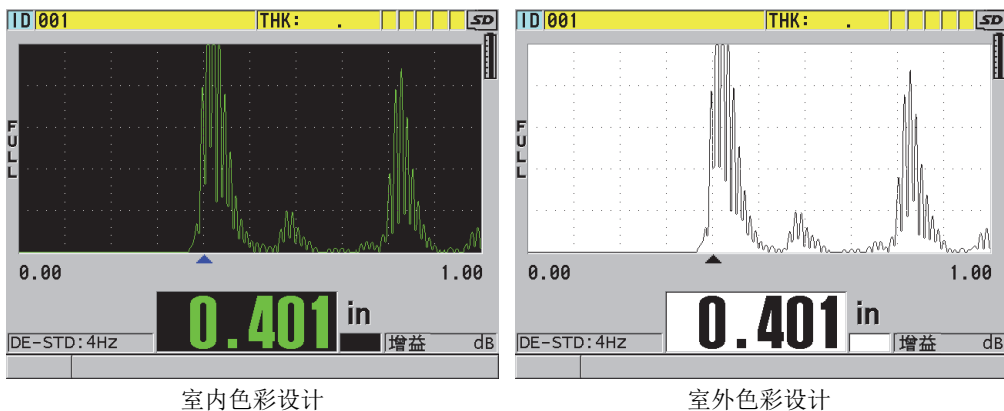 ID 001 THK: . SD
FULL
0.00 1.00
0.401 in
DE-STD:4Hz 增益 dB
室内色彩设计
ID 001 THK: . SD
FULL
0.00 1.00
0.401 in
DE-STD:4Hz 增益 dB
室外色彩设计